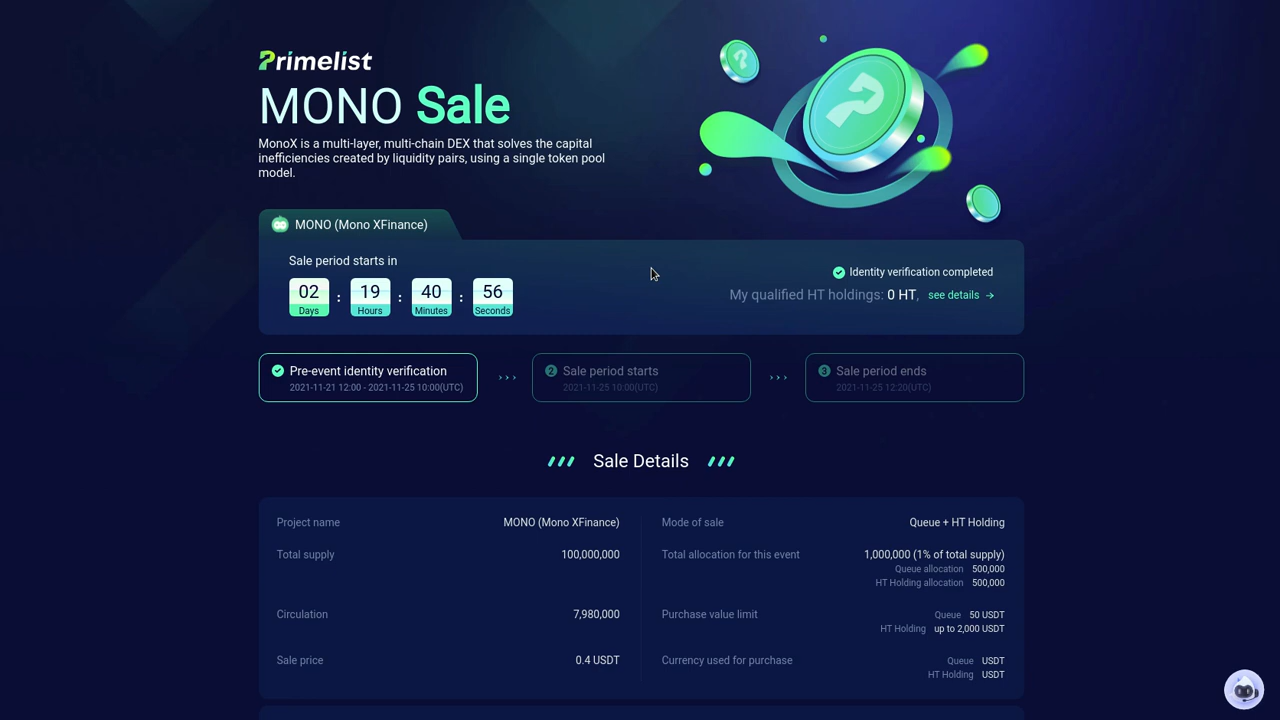 Primelist
MONO Sale
MonoX is a multi-layer, multi-chain DEX that solves the capital
inefficiencies created by liquidity pairs, using a single token pool
model.
MONO (Mono XFinance)
Sale period starts in
02 : 19 : 40 : 56
Days Hours Minutes Seconds
Identity verification completed
My qualified HT holdings: 0 HT, see details →
Pre-event identity verification
2021-11-21 12:00 - 2021-11-25 10:00(UTC)
› › ›
2 Sale period starts
2021-11-25 10:00(UTC)
› › ›
3 Sale period ends
2021-11-25 12:20(UTC)
Sale Details
Project name MONO (Mono XFinance)
Total supply 100,000,000
Circulation 7,980,000
Sale price 0.4 USDT
Mode of sale Queue + HT Holding
Total allocation for this event 1,000,000 (1% of total supply)
Queue allocation 500,000
HT Holding allocation 500,000
Purchase value limit Queue 50 USDT
HT Holding up to 2,000 USDT
Currency used for purchase Queue USDT
HT Holding USDT